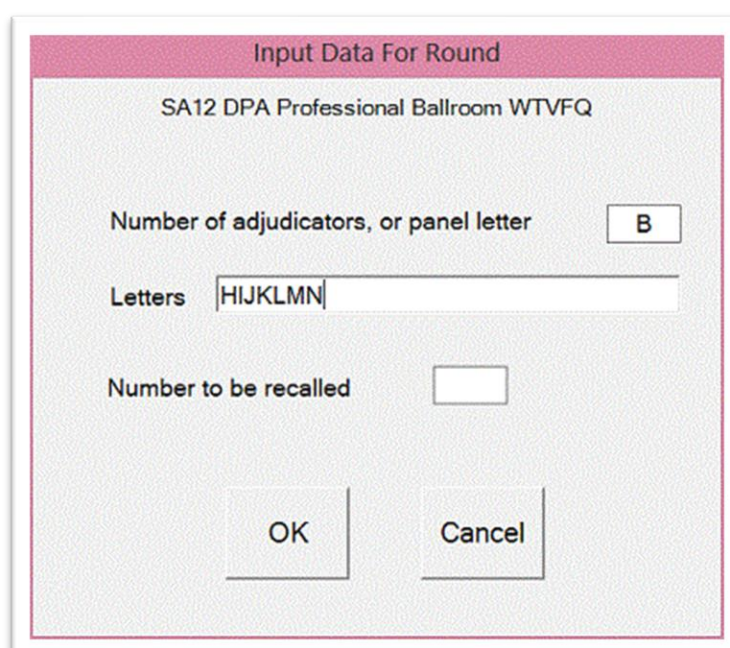 Input Data For Round
SA12 DPA Professional Ballroom WTVFQ
Number of adjudicators, or panel letter B
Letters HIJKLMN
Number to be recalled
OK Cancel